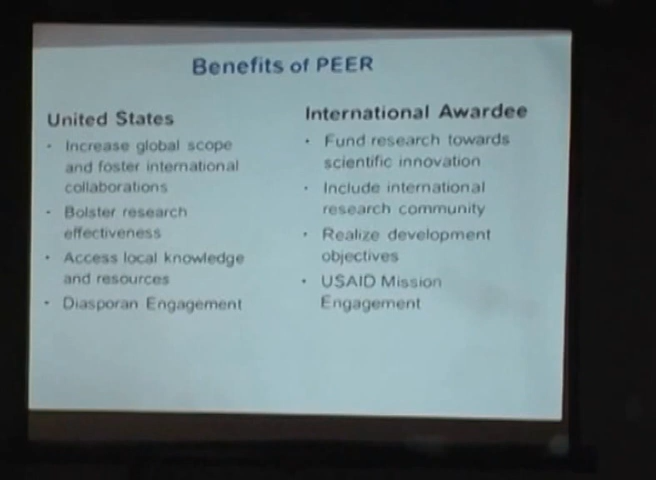 Benefits of PEER
United States
• Increase global scope
and foster international
collaborations
• Bolster research
effectiveness
• Access local knowledge
and resources
• Diasporan Engagement
International Awardee
• Fund research towards
scientific innovation
• Include international
research community
• Realize development
objectives
• USAID Mission
Engagement